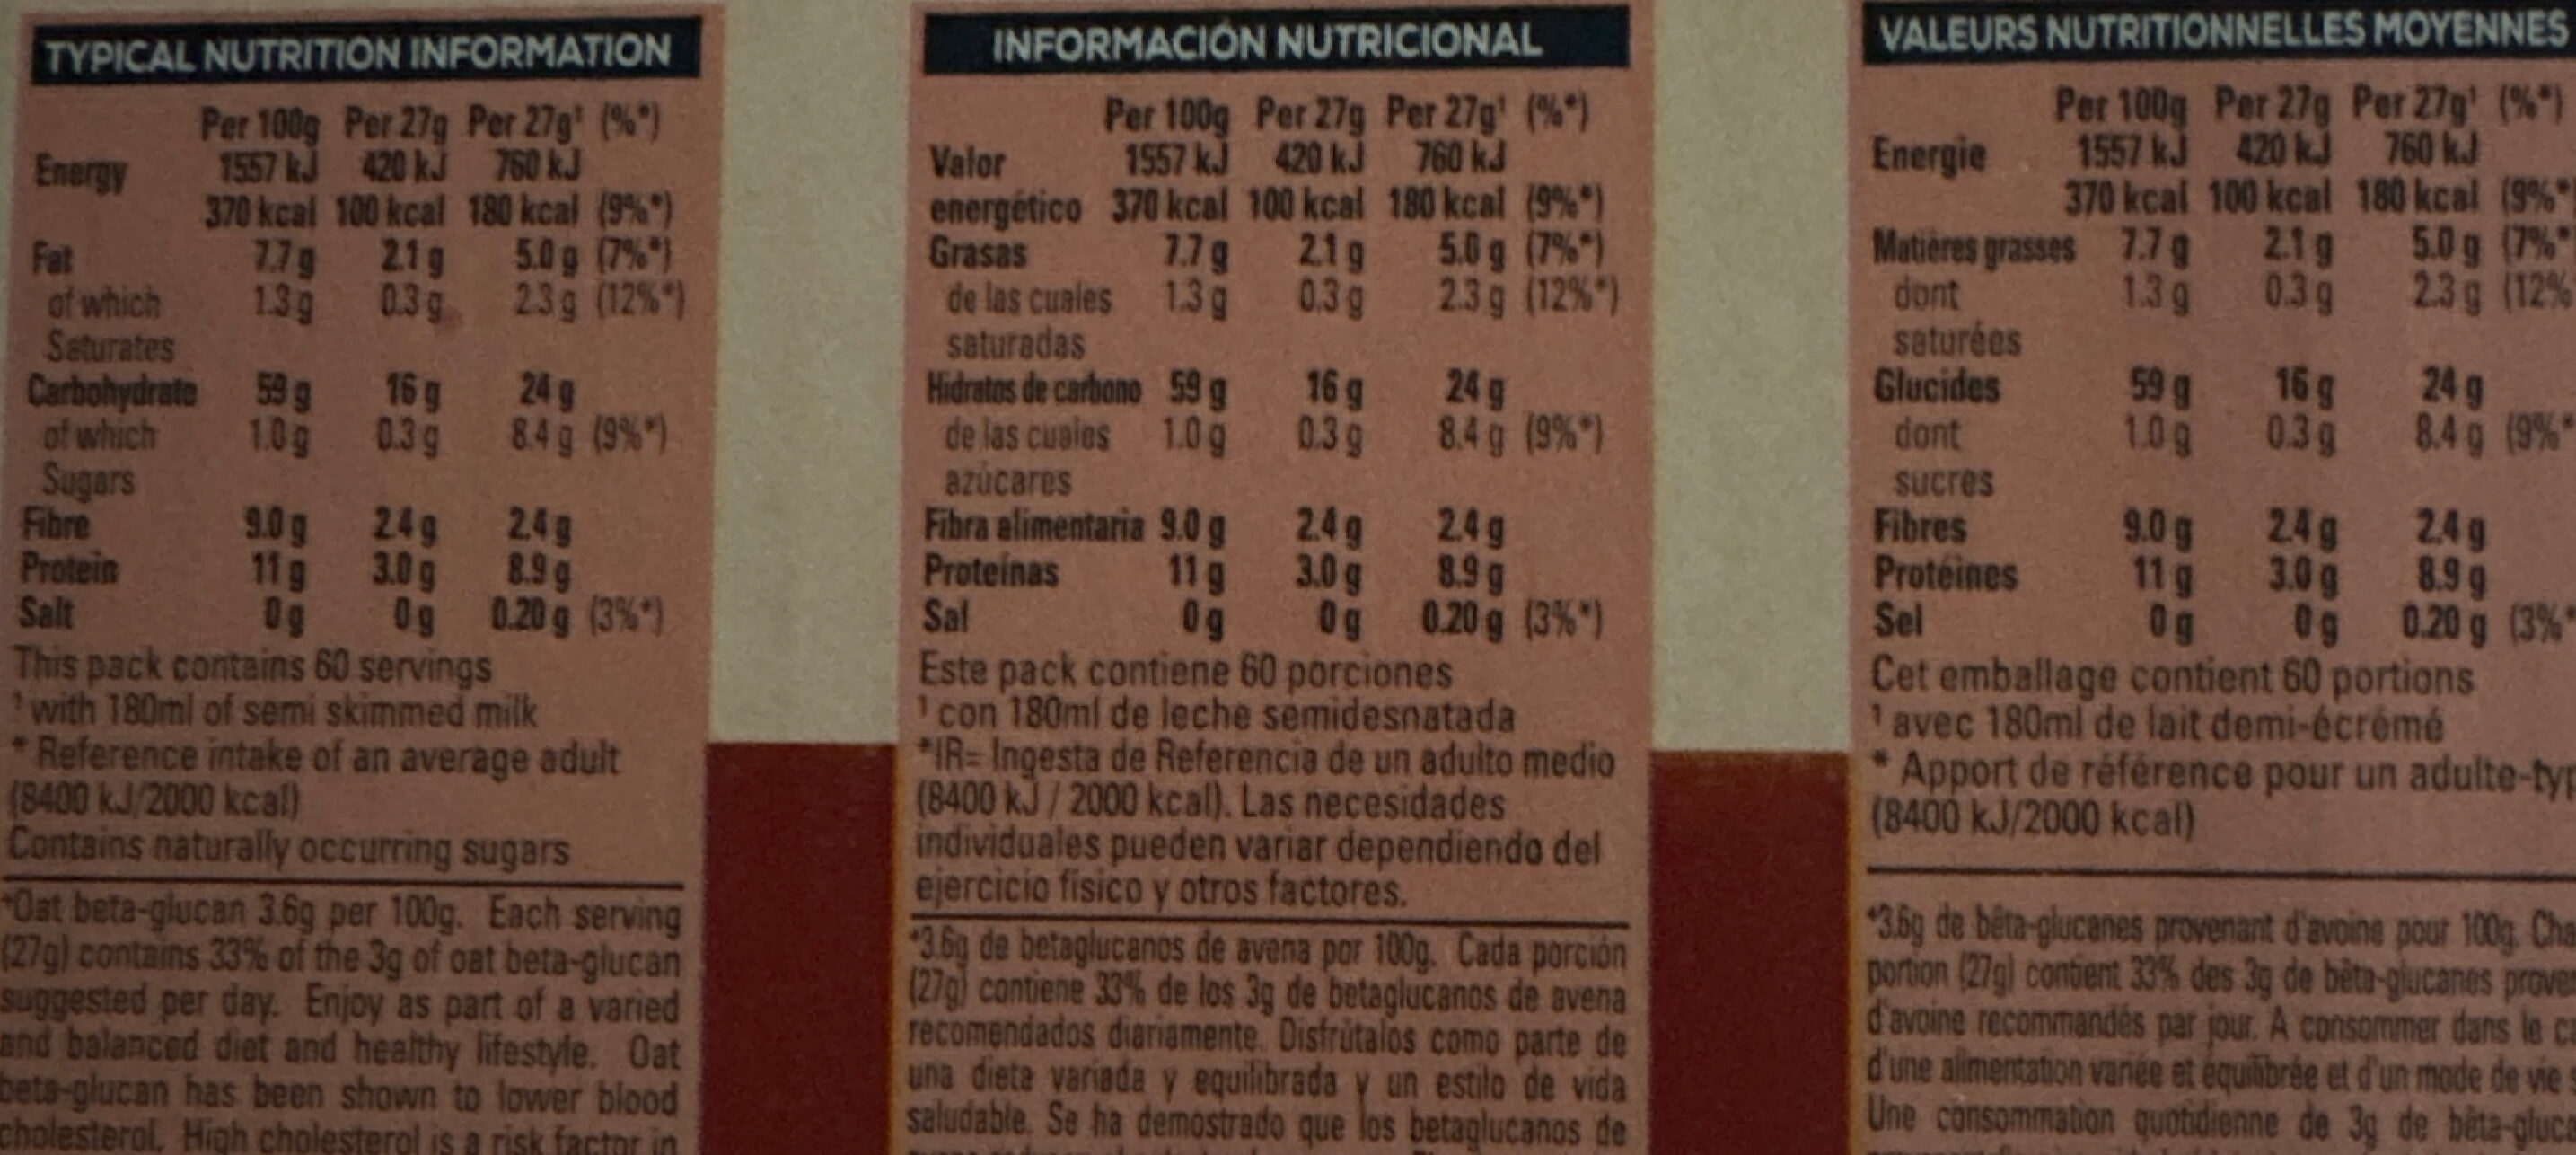 TYPICAL NUTRITION INFORMATION
Per 100g Per 27g Per 27g¹ (%*)
Energy 1557 kJ 420 kJ 760 kJ
370 kcal 100 kcal 180 kcal (9%*)
Fat 7.7 g 2.1 g 5.0 g (7%*)
of which 1.3 g 0.3 g 2.3 g (12%*)
Saturates
Carbohydrate 59 g 16 g 24 g
of which 1.0 g 0.3 g 8.4 g (9%*)
Sugars
Fibre 9.0 g 2.4 g 2.4 g
Protein 11 g 3.0 g 8.9 g
Salt 0 g 0 g 0.20 g (3%*)
This pack contains 60 servings
¹ with 180ml of semi skimmed milk
* Reference intake of an average adult
(8400 kJ/2000 kcal)
Contains naturally occurring sugars
⁺Oat beta-glucan 3.6g per 100g. Each serving
(27g) contains 33% of the 3g of oat beta-glucan
suggested per day. Enjoy as part of a varied
and balanced diet and healthy lifestyle. Oat
beta-glucan has been shown to lower blood
cholesterol. High cholesterol is a risk factor in
INFORMACIÓN NUTRICIONAL
Per 100g Per 27g Per 27g¹ (%*)
Valor 1557 kJ 420 kJ 760 kJ
energético 370 kcal 100 kcal 180 kcal (9%*)
Grasas 7.7 g 2.1 g 5.0 g (7%*)
de las cuales 1.3 g 0.3 g 2.3 g (12%*)
saturadas
Hidratos de carbono 59 g 16 g 24 g
de las cuales 1.0 g 0.3 g 8.4 g (9%*)
azúcares
Fibra alimentaria 9.0 g 2.4 g 2.4 g
Proteínas 11 g 3.0 g 8.9 g
Sal 0 g 0 g 0.20 g (3%*)
Este pack contiene 60 porciones
¹ con 180ml de leche semidesnatada
*IR= Ingesta de Referencia de un adulto medio
(8400 kJ / 2000 kcal). Las necesidades
individuales pueden variar dependiendo del
ejercicio físico y otros factores.
⁺3.6g de betaglucanos de avena por 100g. Cada porción
(27g) contiene 33% de los 3g de betaglucanos de avena
recomendados diariamente. Disfrútalos como parte de
una dieta variada y equilibrada y un estilo de vida
saludable. Se ha demostrado que los betaglucanos de
VALEURS NUTRITIONNELLES MOYENNES
Per 100g Per 27g Per 27g¹ (%*)
Energie 1557 kJ 420 kJ 760 kJ
370 kcal 100 kcal 180 kcal (9%*
Matières grasses 7.7 g 2.1 g 5.0 g (7%*
dont 1.3 g 0.3 g 2.3 g (12%
saturées
Glucides 59 g 16 g 24 g
dont 1.0 g 0.3 g 8.4 g (9%*
sucres
Fibres 9.0 g 2.4 g 2.4 g
Protéines 11 g 3.0 g 8.9 g
Sel 0 g 0 g 0.20 g (3%*
Cet emballage contient 60 portions
¹ avec 180ml de lait demi-écrémé
* Apport de référence pour un adulte-typ
(8400 kJ/2000 kcal)
⁺3.6g de bêta-glucanes provenant d'avoine pour 100g. Cha
portion (27g) contient 33% des 3g de bêta-glucanes prove
d'avoine recommandés par jour. A consommer dans le c
d'une alimentation variée et équilibrée et d'un mode de vie s
Une consommation quotidienne de 3g de bêta-gluca